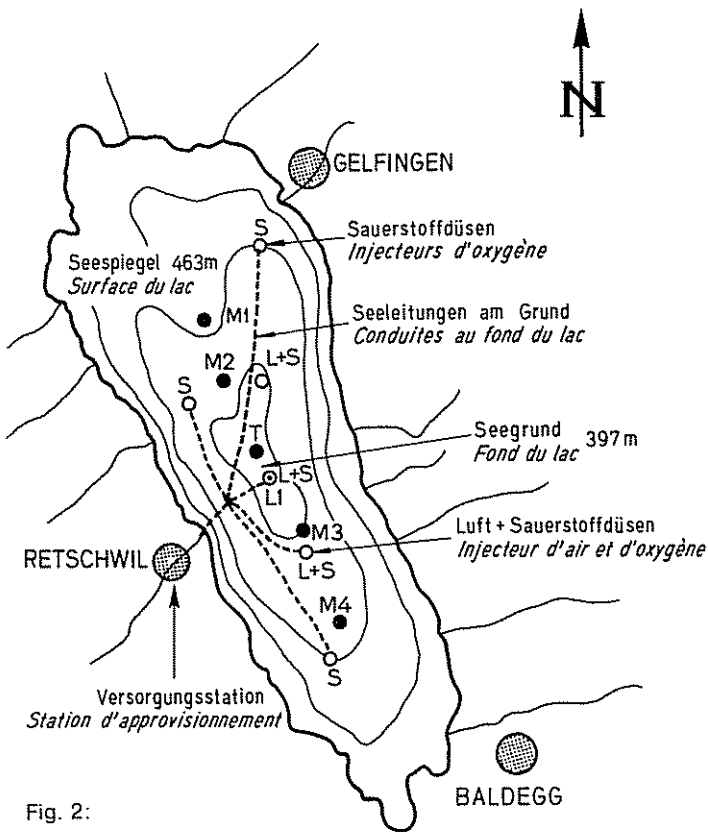 N
GELFINGEN
S
Sauerstoffdüsen
Injecteurs d'oxygène
Seespiegel 463m
Surface du lac
M1
Seeleitungen am Grund
Conduites au fond du lac
M2
L+S
S
T
Seegrund 397m
Fond du lac
L+S
L1
M3
Luft + Sauerstoffdüsen
Injecteur d'air et d'oxygène
L+S
RETSCHWIL
M4
S
Versorgungsstation
Station d'approvisionnement
BALDEGG
Fig. 2: